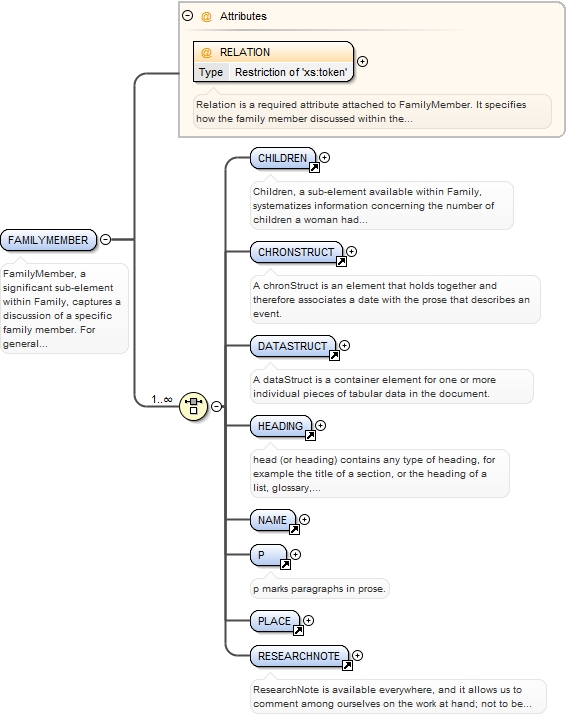 @ Attributes
@ RELATION
Type Restriction of 'xs:token'
Relation is a required attribute attached to FamilyMember. It specifies
how the family member discussed within the...
CHILDREN
Children, a sub-element available within Family,
systematizes information concerning the number of
children a woman had...
CHRONSTRUCT
A chronStruct is an element that holds together and
therefore associates a date with the prose that describes an
event.
FAMILYMEMBER
FamilyMember, a
significant sub-element
within Family, captures a
discussion of a specific
family member. For
general...
DATASTRUCT
A dataStruct is a container element for one or more
individual pieces of tabular data in the document.
1..∞
HEADING
head (or heading) contains any type of heading, for
example the title of a section, or the heading of a
list, glossary,...
NAME
P
p marks paragraphs in prose.
PLACE
RESEARCHNOTE
ResearchNote is available everywhere, and it allows us to
comment among ourselves on the work at hand; not to be...